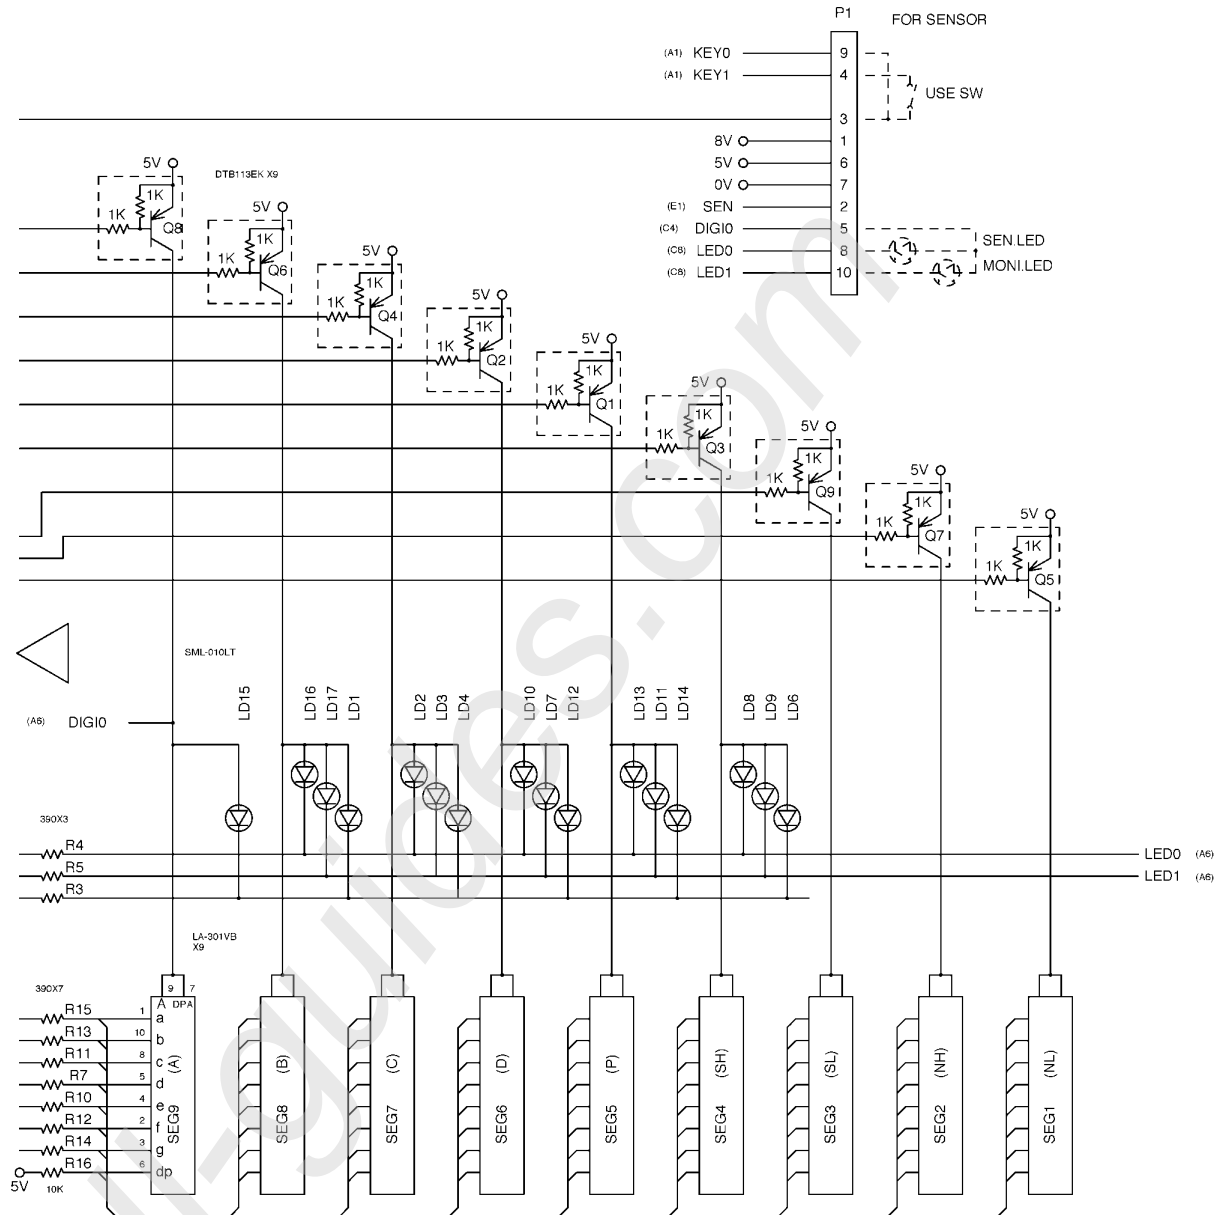 P1 FOR SENSOR
(A1) KEY0 9
(A1) KEY1 4
USE SW
3
8V 1
5V 6
0V 7
(E1) SEN 2
(C4) DIGI0 5
SEN.LED
(C8) LED0 8
MONI.LED
(C8) LED1 10
DTB113EK X9
5V 1K 1K Q8
5V 1K 1K Q6
5V 1K 1K Q4
5V 1K 1K Q2
5V 1K 1K Q1
5V 1K 1K Q3
5V 1K 1K Q9
5V 1K 1K Q7
5V 1K 1K Q5
SML-010LT
(A6) DIGI0
LD15 LD16 LD17 LD1 LD2 LD3 LD4 LD10 LD7 LD12 LD13 LD11 LD14 LD8 LD9 LD6
390X3
R4 LED0 (A6)
R5 LED1 (A6)
R3
LA-301VB
X9
390X7
9 7
A DPA
R15 1 a
R13 10 b
R11 8 c
R7 5 d
R10 4 e
R12 2 f
R14 3 g
R16 6 dp
5V 10K
SEG9 (A)
SEG8 (B)
SEG7 (C)
SEG6 (D)
SEG5 (P)
SEG4 (SH)
SEG3 (SL)
SEG2 (NH)
SEG1 (NL)
ll-guides.com